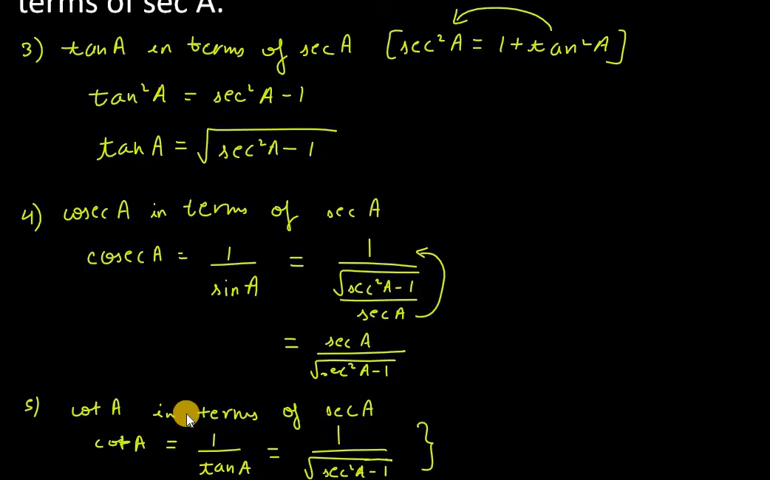 terms of sec A.
3) tanA in terms of sec A [sec²A = 1 + tan²A]
tan²A = sec²A − 1
tan A = √(sec²A − 1)
4) cosec A in terms of sec A
cosec A = 1/sin A = 1/(√(sec²A − 1)/sec A)
= sec A/√(sec²A − 1)
5) cot A in terms of sec A
cot A = 1/tan A = 1/√(sec²A − 1) }